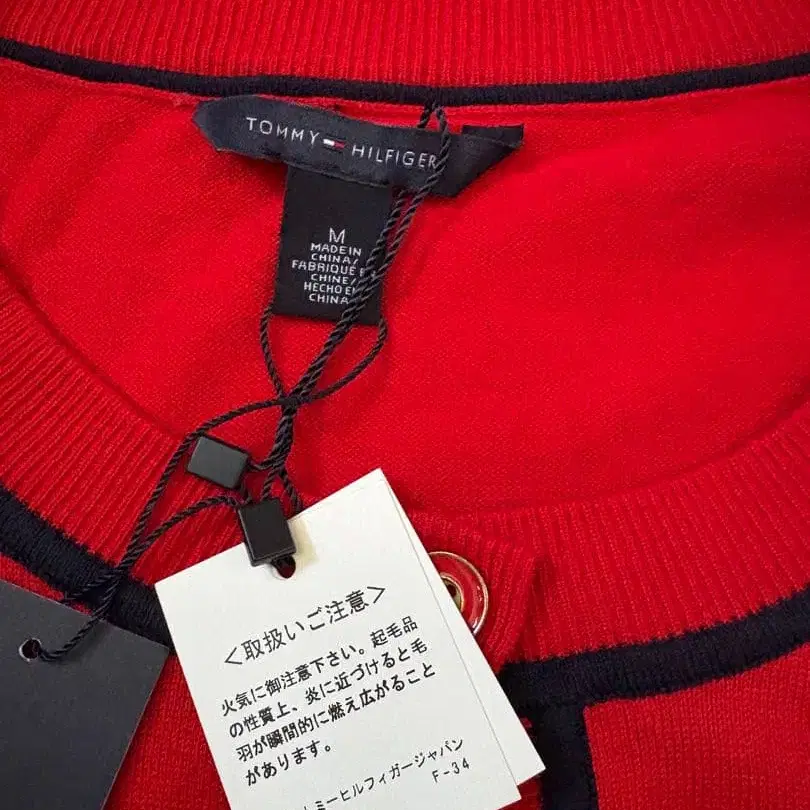 TOMMY HILFIGER
M
MADE IN
CHINA/
FABRIQUÉ
CHINE/
HECHO EN
CHINA
<取扱いご注意>
火気に御注意下さい。起毛品
の性質上、炎に近づけると毛
羽が瞬間的に燃え広がること
があります。
トミーヒルフィガージャパン
F-34